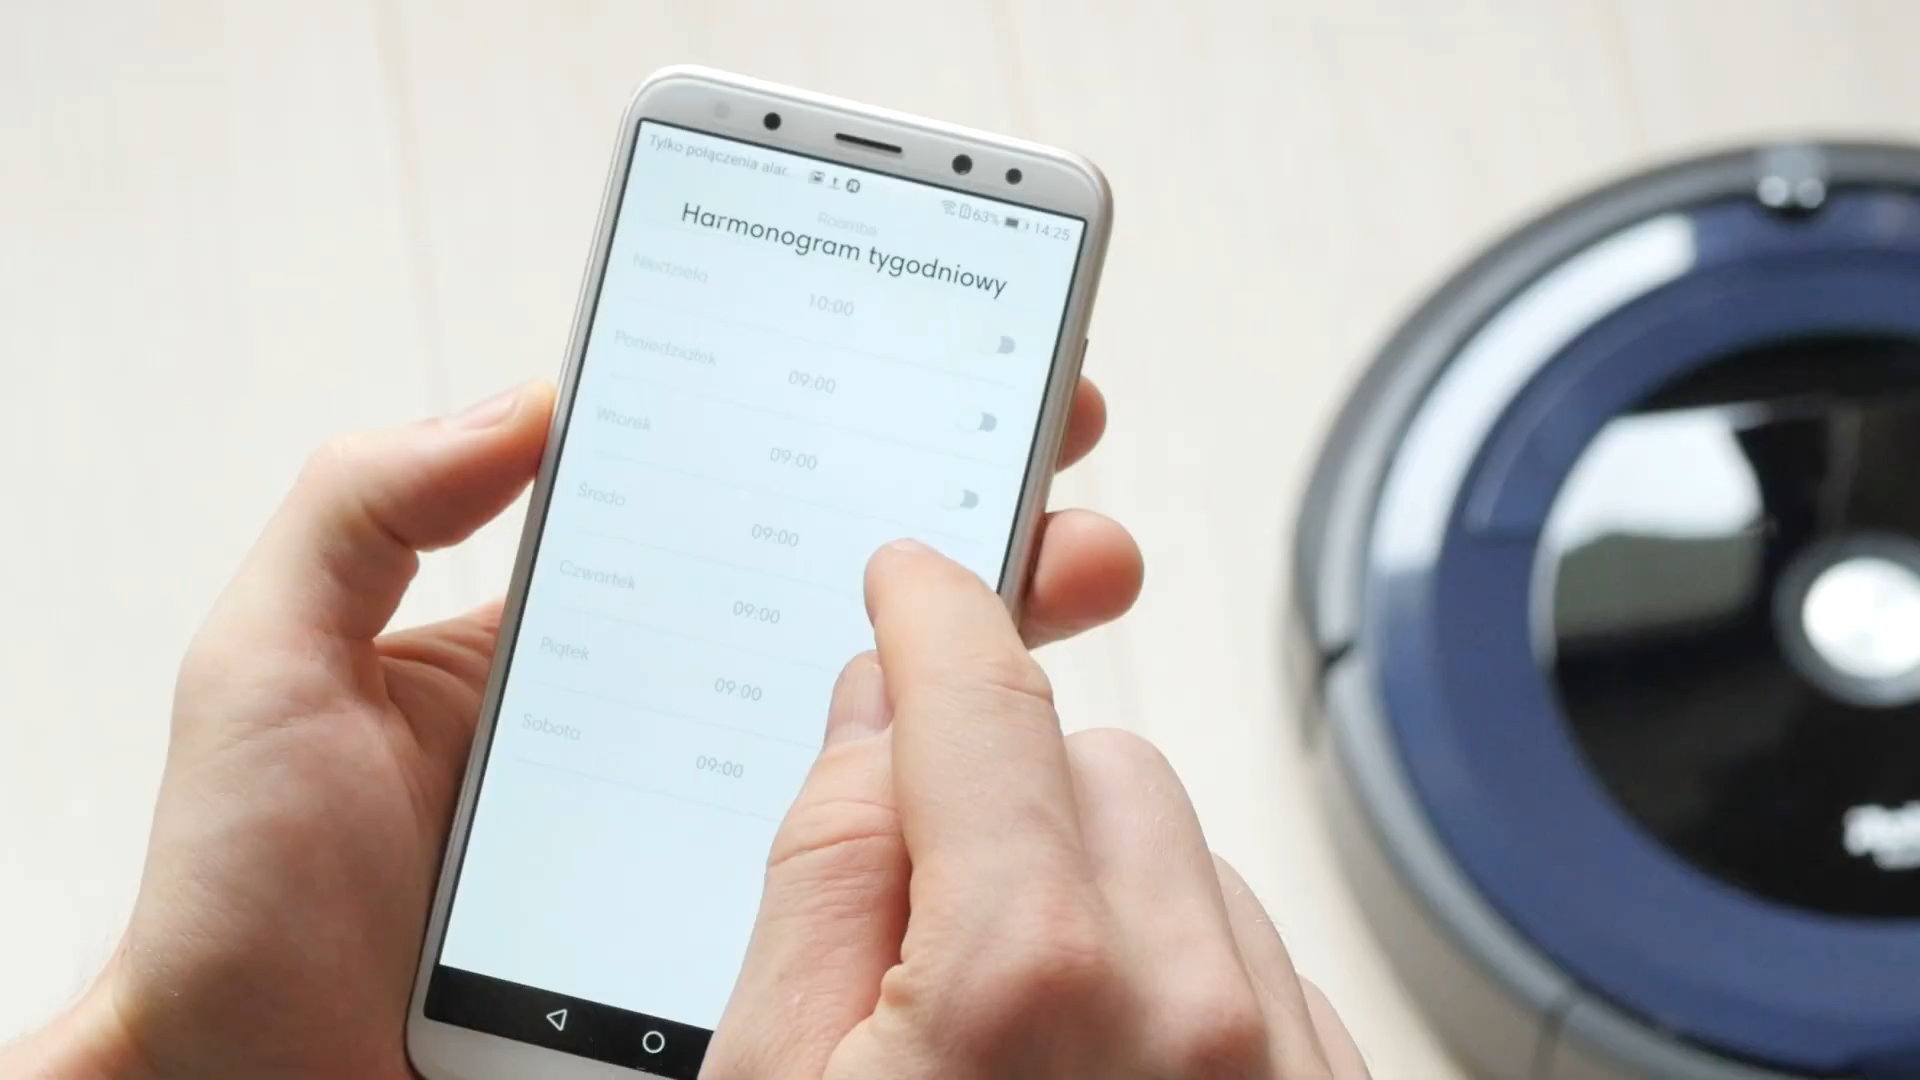 Tylko połączenia alar...
63% 14:25
Roomba
Harmonogram tygodniowy
Niedziela 10:00
Poniedziałek 09:00
Wtorek 09:00
Środa 09:00
Czwartek 09:00
Piątek 09:00
Sobota 09:00